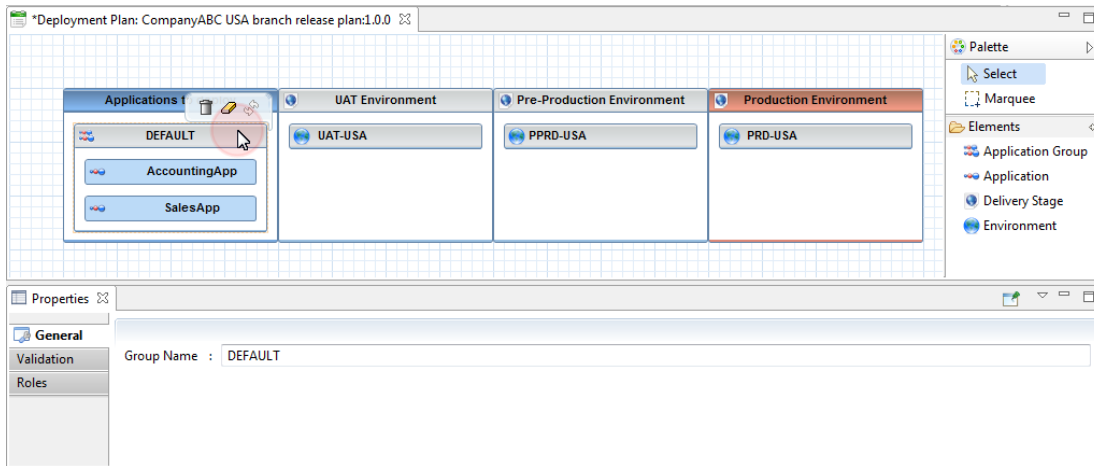 *Deployment Plan: CompanyABC USA branch release plan:1.0.0
Applications
UAT Environment
Pre-Production Environment
Production Environment
DEFAULT
UAT-USA
PPRD-USA
PRD-USA
AccountingApp
SalesApp
Palette
Select
Marquee
Elements
Application Group
Application
Delivery Stage
Environment
Properties
General
Validation
Roles
Group Name : DEFAULT